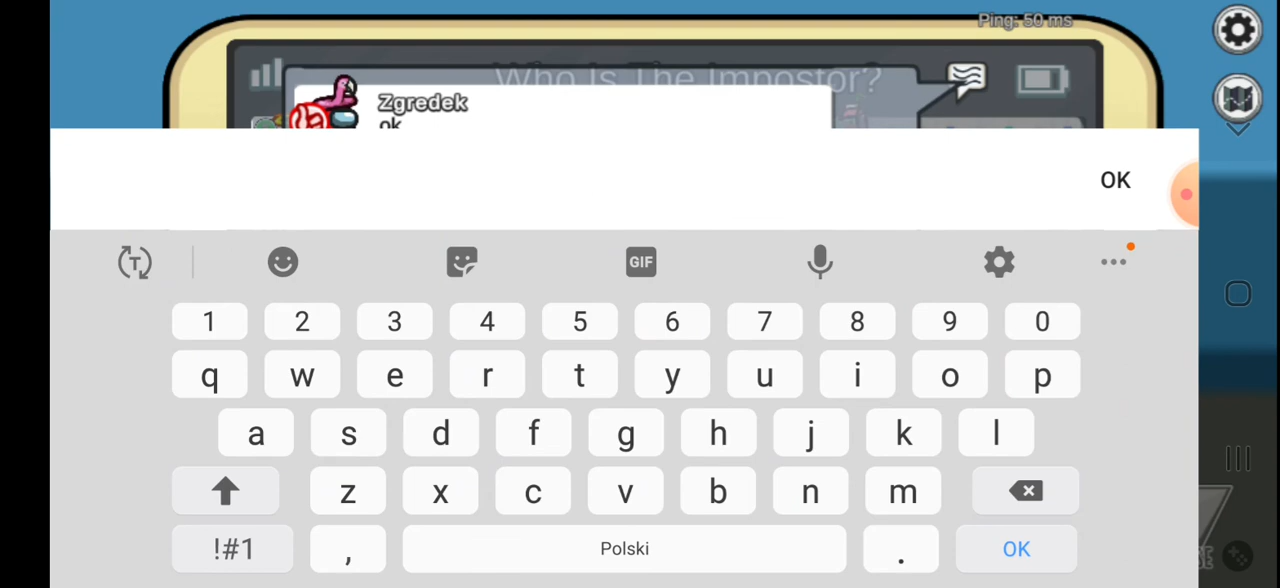 Ping: 50 ms
Who Is The Impostor?
Zgredek
ok
OK
GIF
1 2 3 4 5 6 7 8 9 0
q w e r t y u i o p
a s d f g h j k l
z x c v b n m
!#1 , Polski . OK